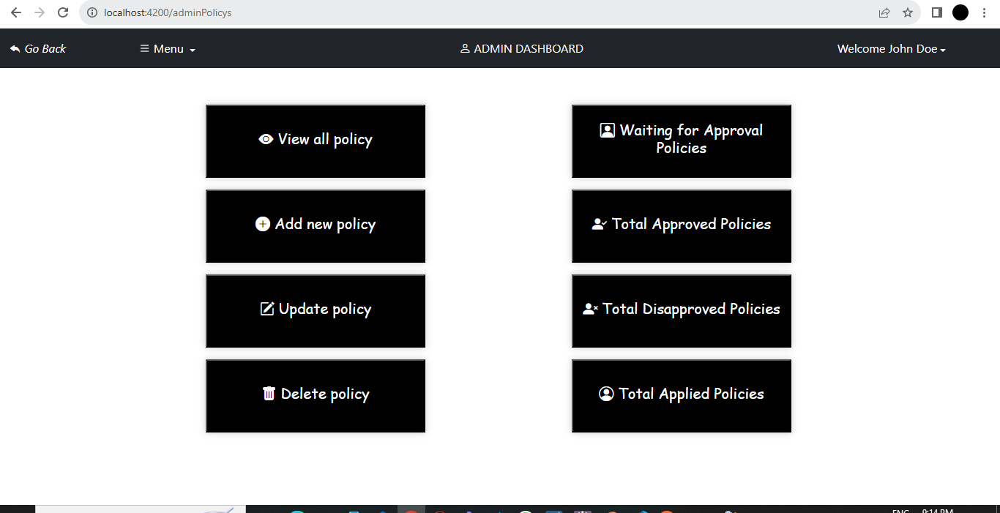 localhost:4200/adminPolicys
Go Back
Menu
ADMIN DASHBOARD
Welcome John Doe
View all policy
Add new policy
Update policy
Delete policy
Waiting for Approval
Policies
Total Approved Policies
Total Disapproved Policies
Total Applied Policies
ENG
9:14 PM